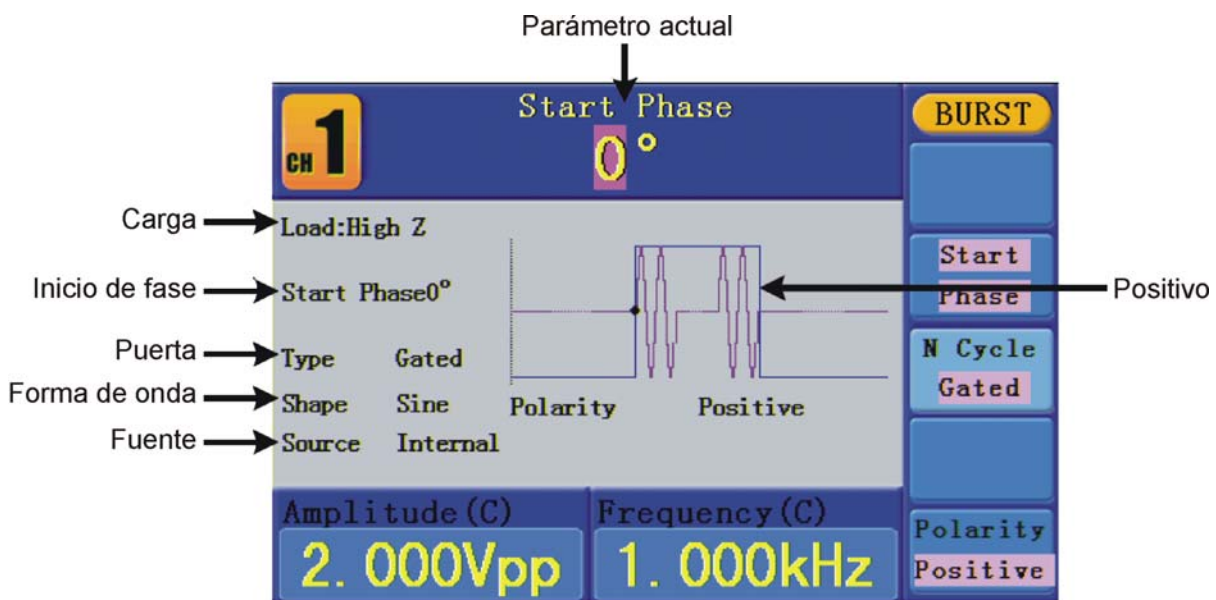 Parámetro actual
CH 1
Start Phase
0°
BURST
Carga
Load:High Z
Start
Phase
Inicio de fase
Start Phase0°
Positivo
Puerta
Type Gated
N Cycle
Gated
Forma de onda
Shape Sine
Polarity Positive
Fuente
Source Internal
Amplitude(C)
2.000Vpp
Frequency(C)
1.000kHz
Polarity
Positive